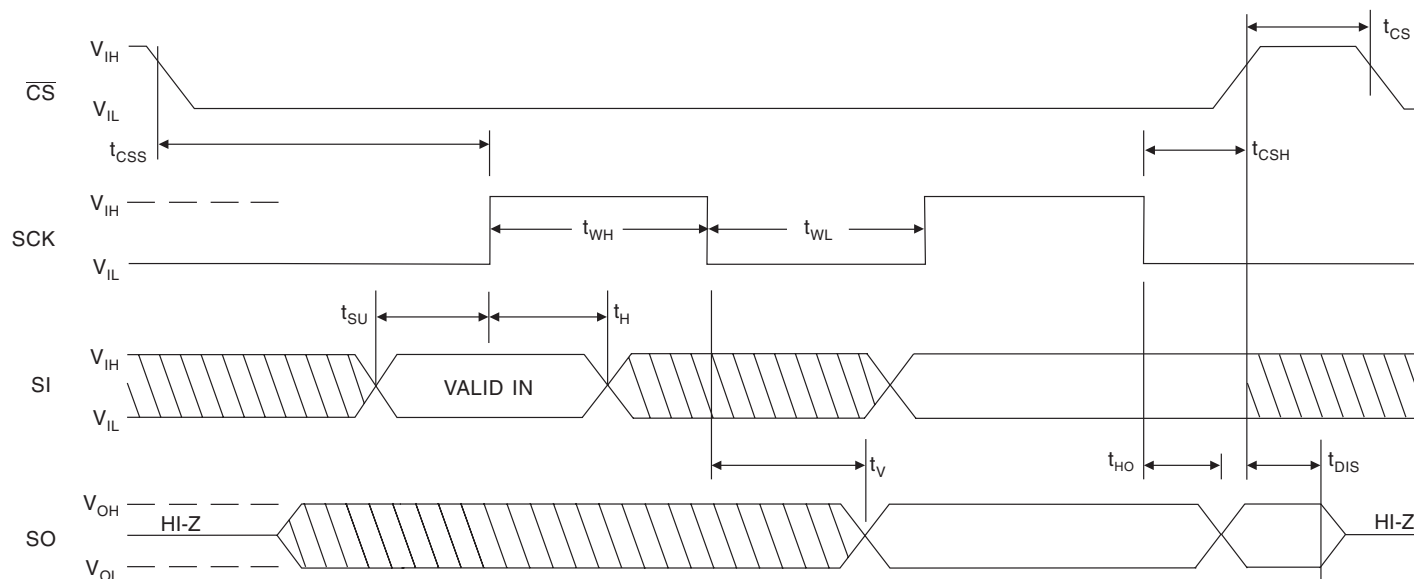 V_IH
t_CS
C̅S̅
V_IL
t_CSS
t_CSH
V_IH
t_WH
t_WL
SCK
V_IL
t_SU
t_H
V_IH
SI
VALID IN
V_IL
t_V
t_HO
t_DIS
V_OH
HI-Z
HI-Z
SO
V_OL